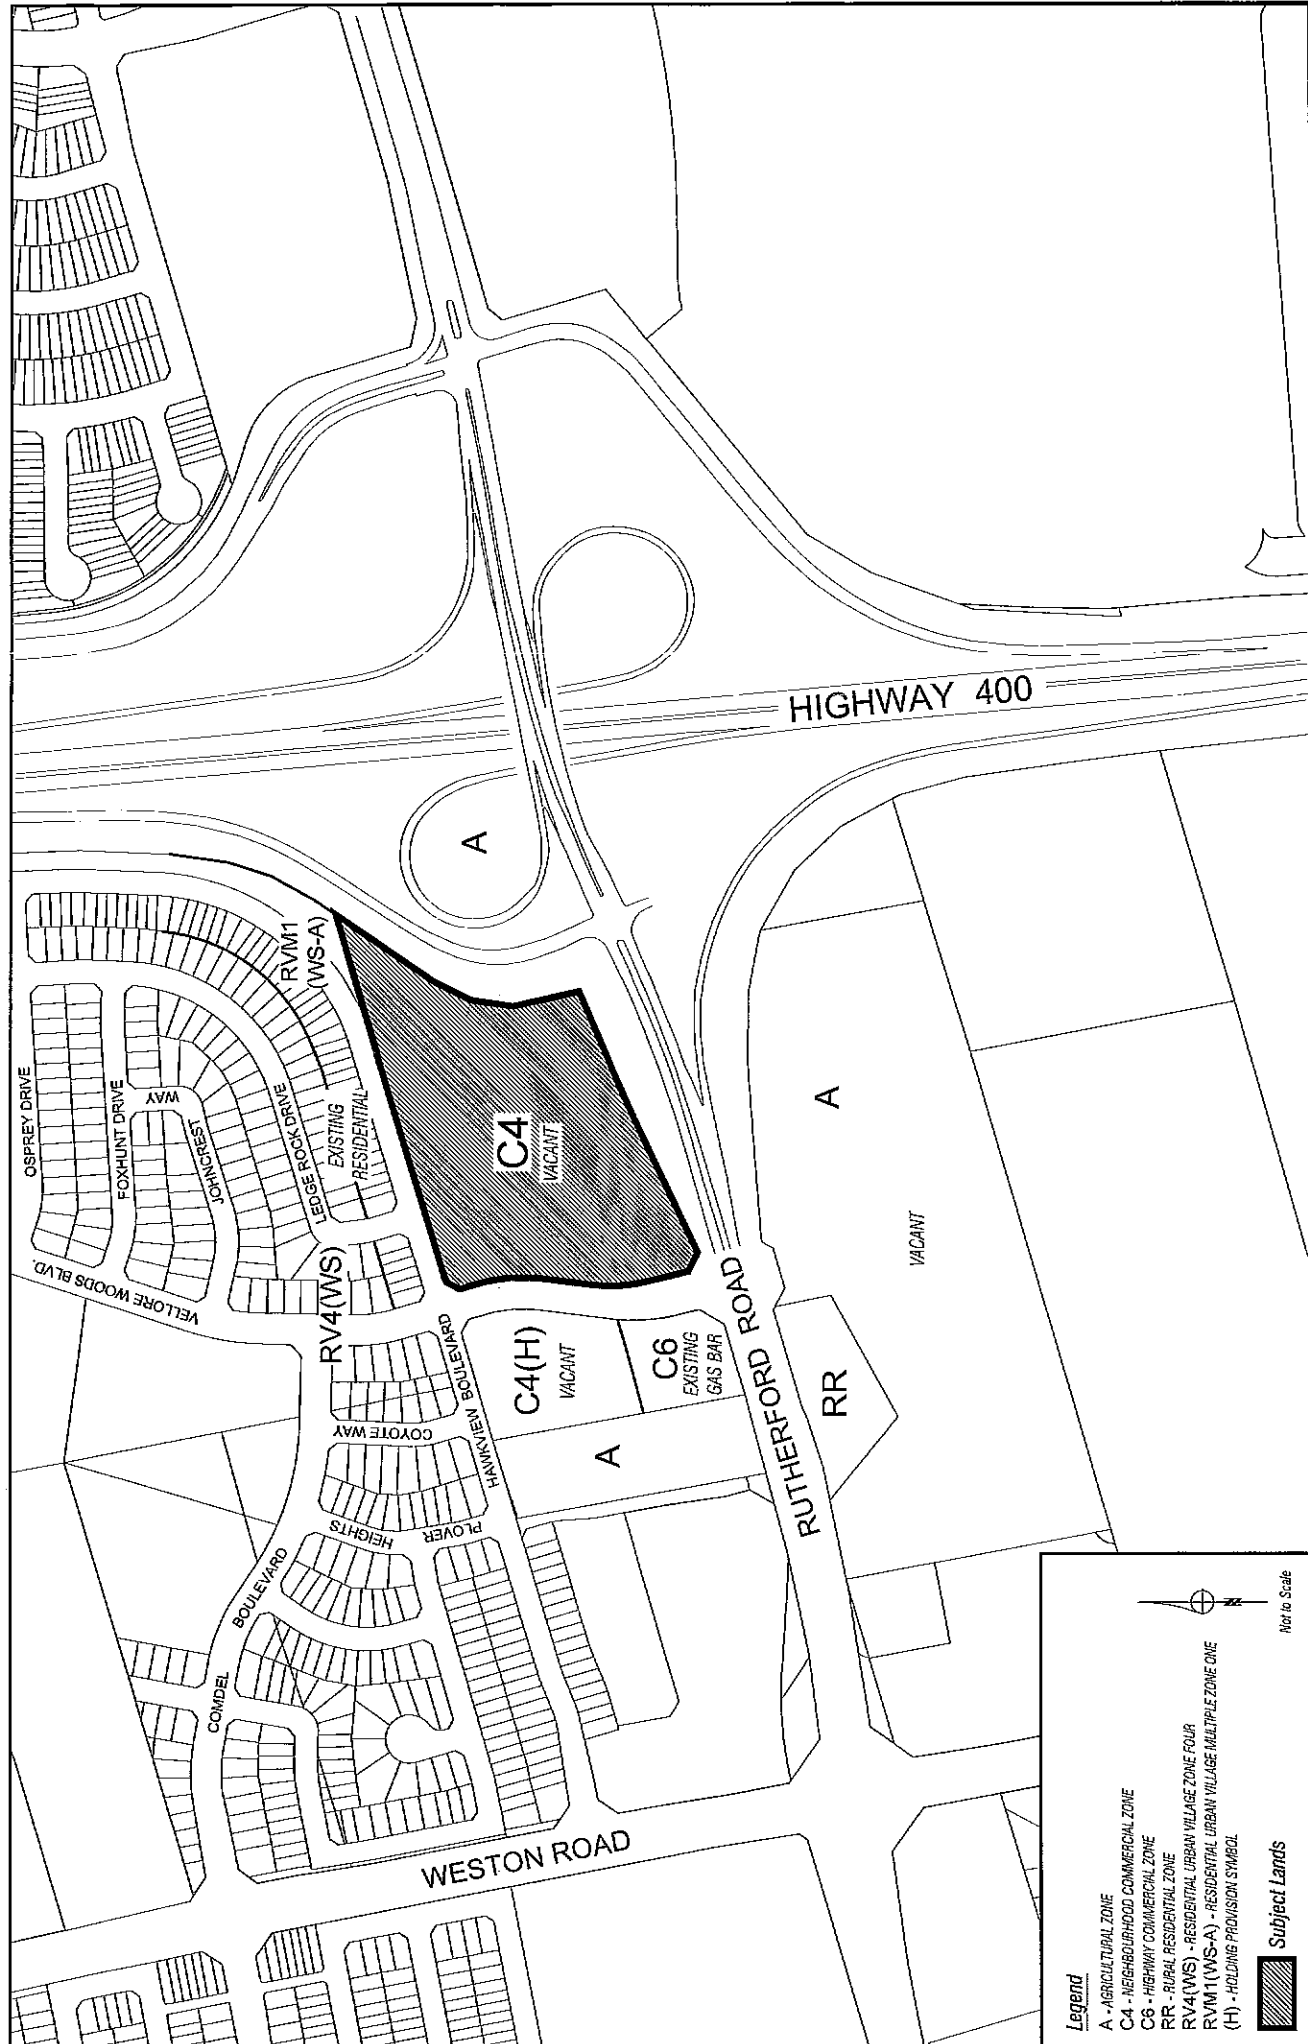 OSPREY DRIVE
FOXHUNT DRIVE
WAY
JOHNCREST
LEDGE ROCK DRIVE
EXISTING
RESIDENTIAL
RVM1
(WS-A)
VELLORE WOODS BLVD.
RV4(WS)
A
HIGHWAY 400
C4
VACANT
HAWKVIEW BOULEVARD
C4(H)
VACANT
C6
EXISTING
GAS BAR
COYOTE WAY
A
PLOVER
HEIGHTS
COMDEL
BOULEVARD
RUTHERFORD ROAD
RR
A
VACANT
WESTON ROAD
Legend
A - AGRICULTURAL ZONE
C4 - NEIGHBOURHOOD COMMERCIAL ZONE
C6 - HIGHWAY COMMERCIAL ZONE
RR - RURAL RESIDENTIAL ZONE
RV4(WS) - RESIDENTIAL URBAN VILLAGE ZONE FOUR
RVM1(WS-A) - RESIDENTIAL URBAN VILLAGE MULTIPLE ZONE ONE
(H) - HOLDING PROVISION SYMBOL
Subject Lands
N
Not to Scale